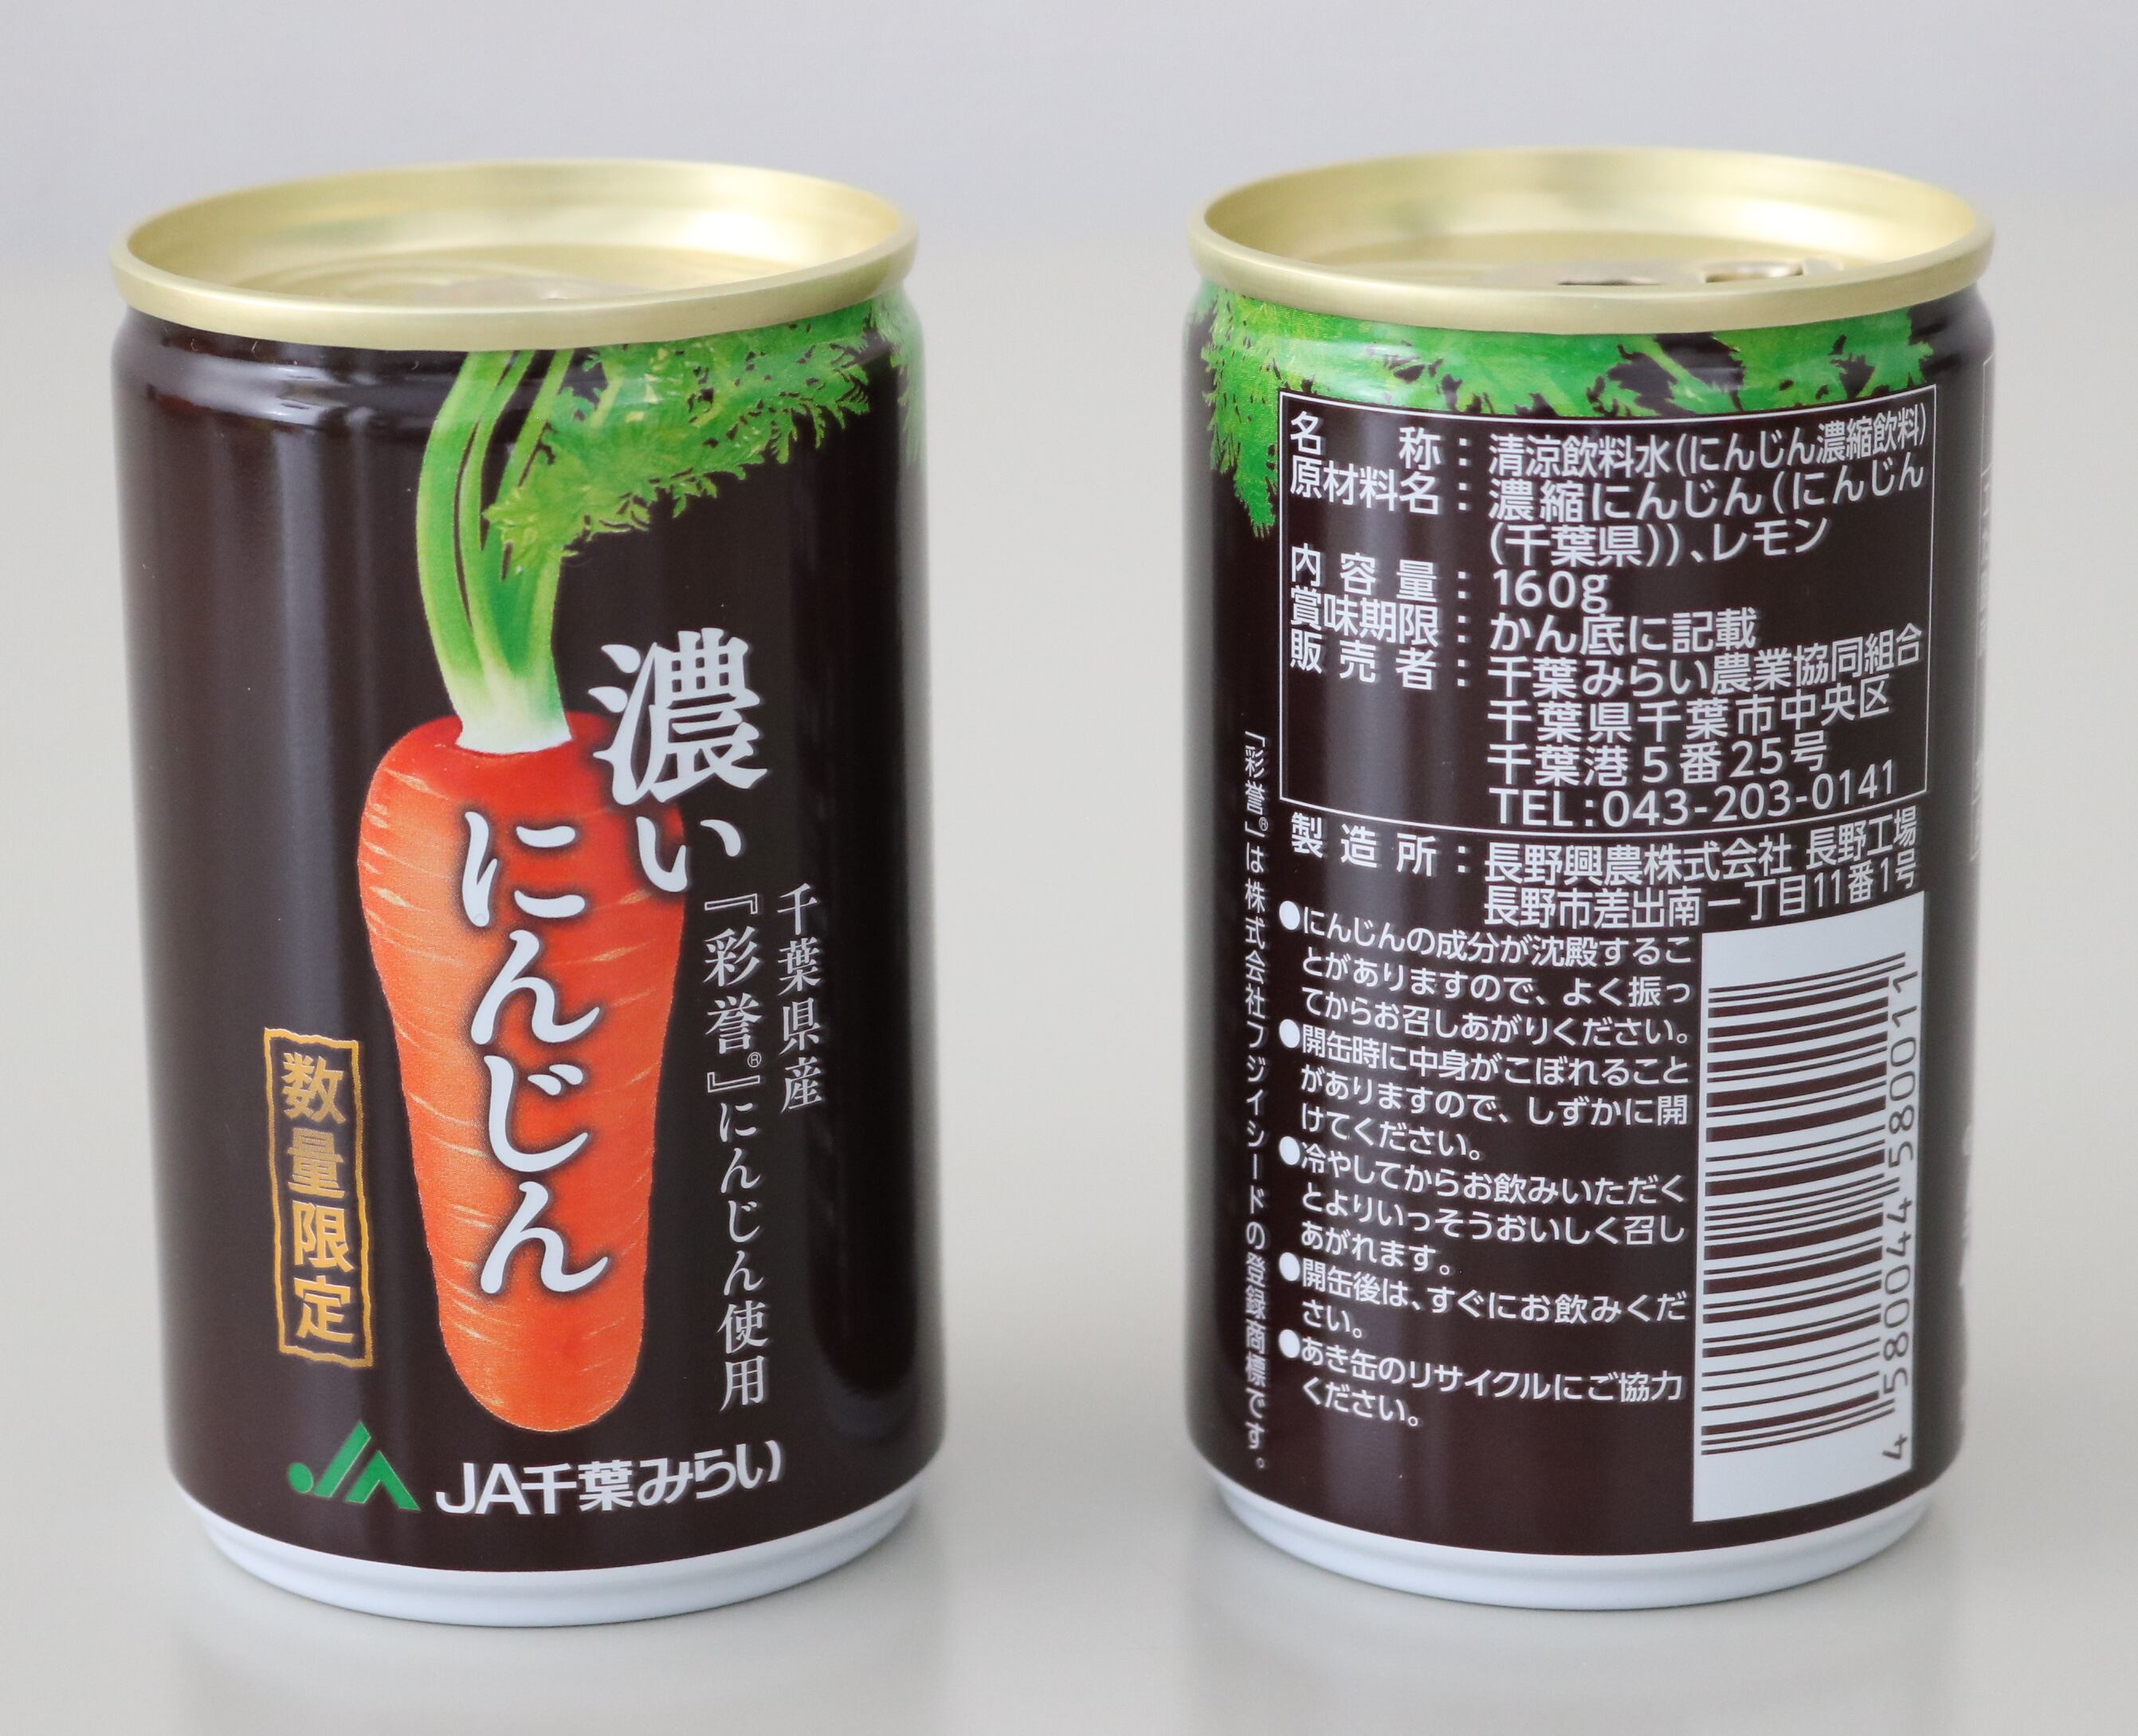 濃い
にんじん
千葉県産
『彩誉®』にんじん使用
数量限定
JA千葉みらい
名称：清涼飲料水(にんじん濃縮飲料)
原材料名：濃縮にんじん(にんじん
(千葉県))、レモン
内容量：160g
賞味期限：かん底に記載
販売者：千葉みらい農業協同組合
千葉県千葉市中央区
千葉港5番25号
TEL:043-203-0141
製造所：長野興農株式会社 長野工場
長野市差出南一丁目11番1号
●にんじんの成分が沈殿するこ
とがありますので、よく振っ
てからお召しあがりください。
●開缶時に中身がこぼれること
がありますので、しずかに開
けてください。
●冷やしてからお飲みいただく
とよりいっそうおいしく召し
あがれます。
●開缶後は、すぐにお飲みくだ
さい。
●あき缶のリサイクルにご協力
ください。
「彩誉®」は株式会社フジイシードの登録商標です。
4580044580011